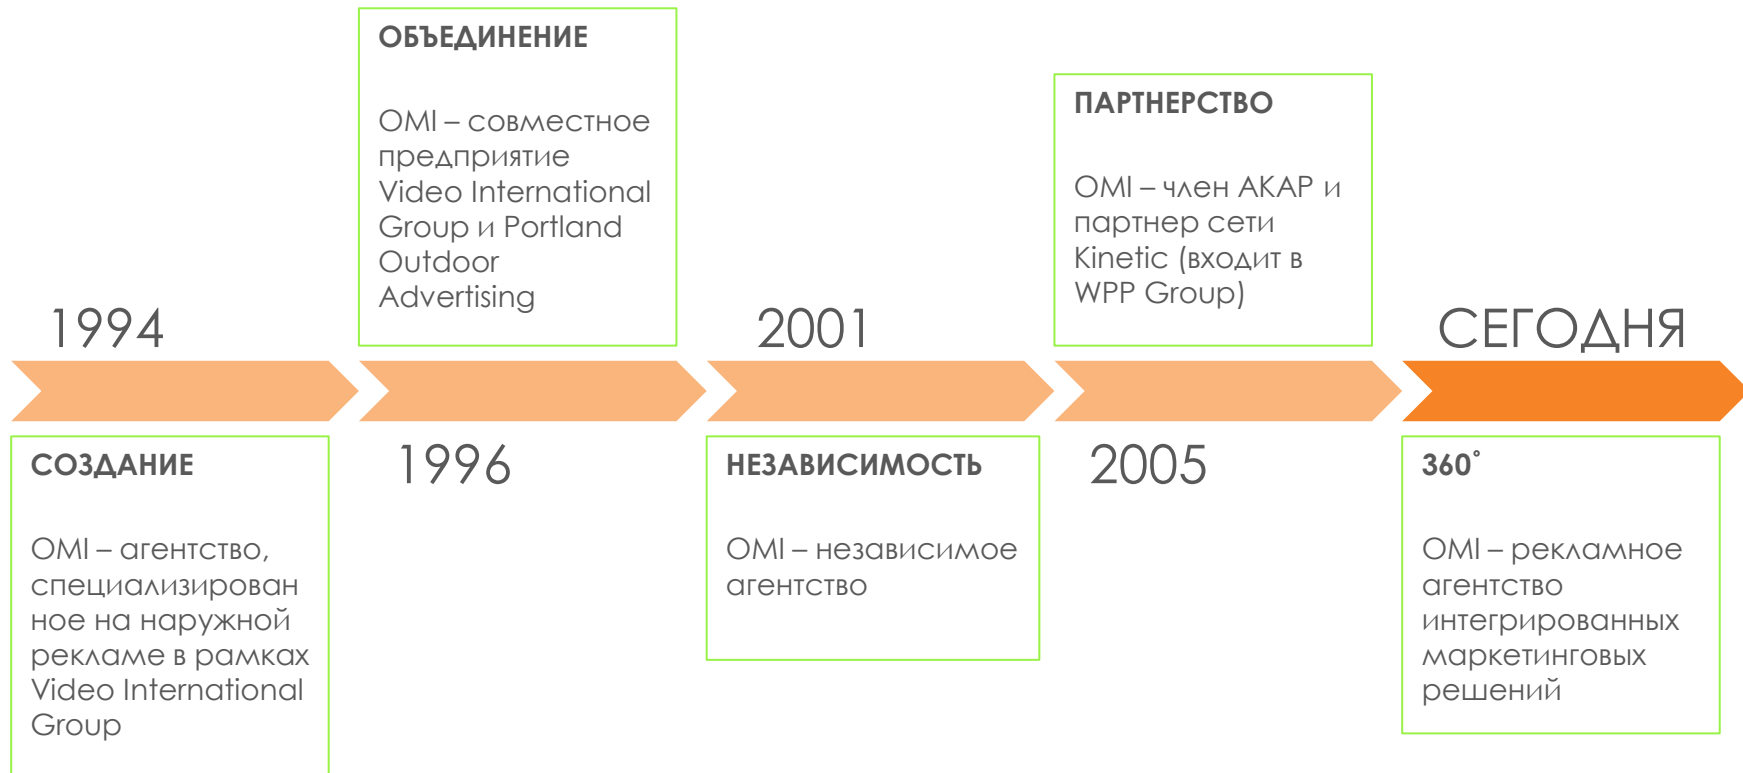 1994
СОЗДАНИЕ
OMI – агентство,
специализирован
ное на наружной
рекламе в рамках
Video International
Group
ОБЪЕДИНЕНИЕ
OMI – совместное
предприятие
Video International
Group и Portland
Outdoor
Advertising
1996
2001
НЕЗАВИСИМОСТЬ
OMI – независимое
агентство
ПАРТНЕРСТВО
OMI – член АКАР и
партнер сети
Kinetic (входит в
WPP Group)
2005
СЕГОДНЯ
360°
OMI – рекламное
агентство
интегрированных
маркетинговых
решений